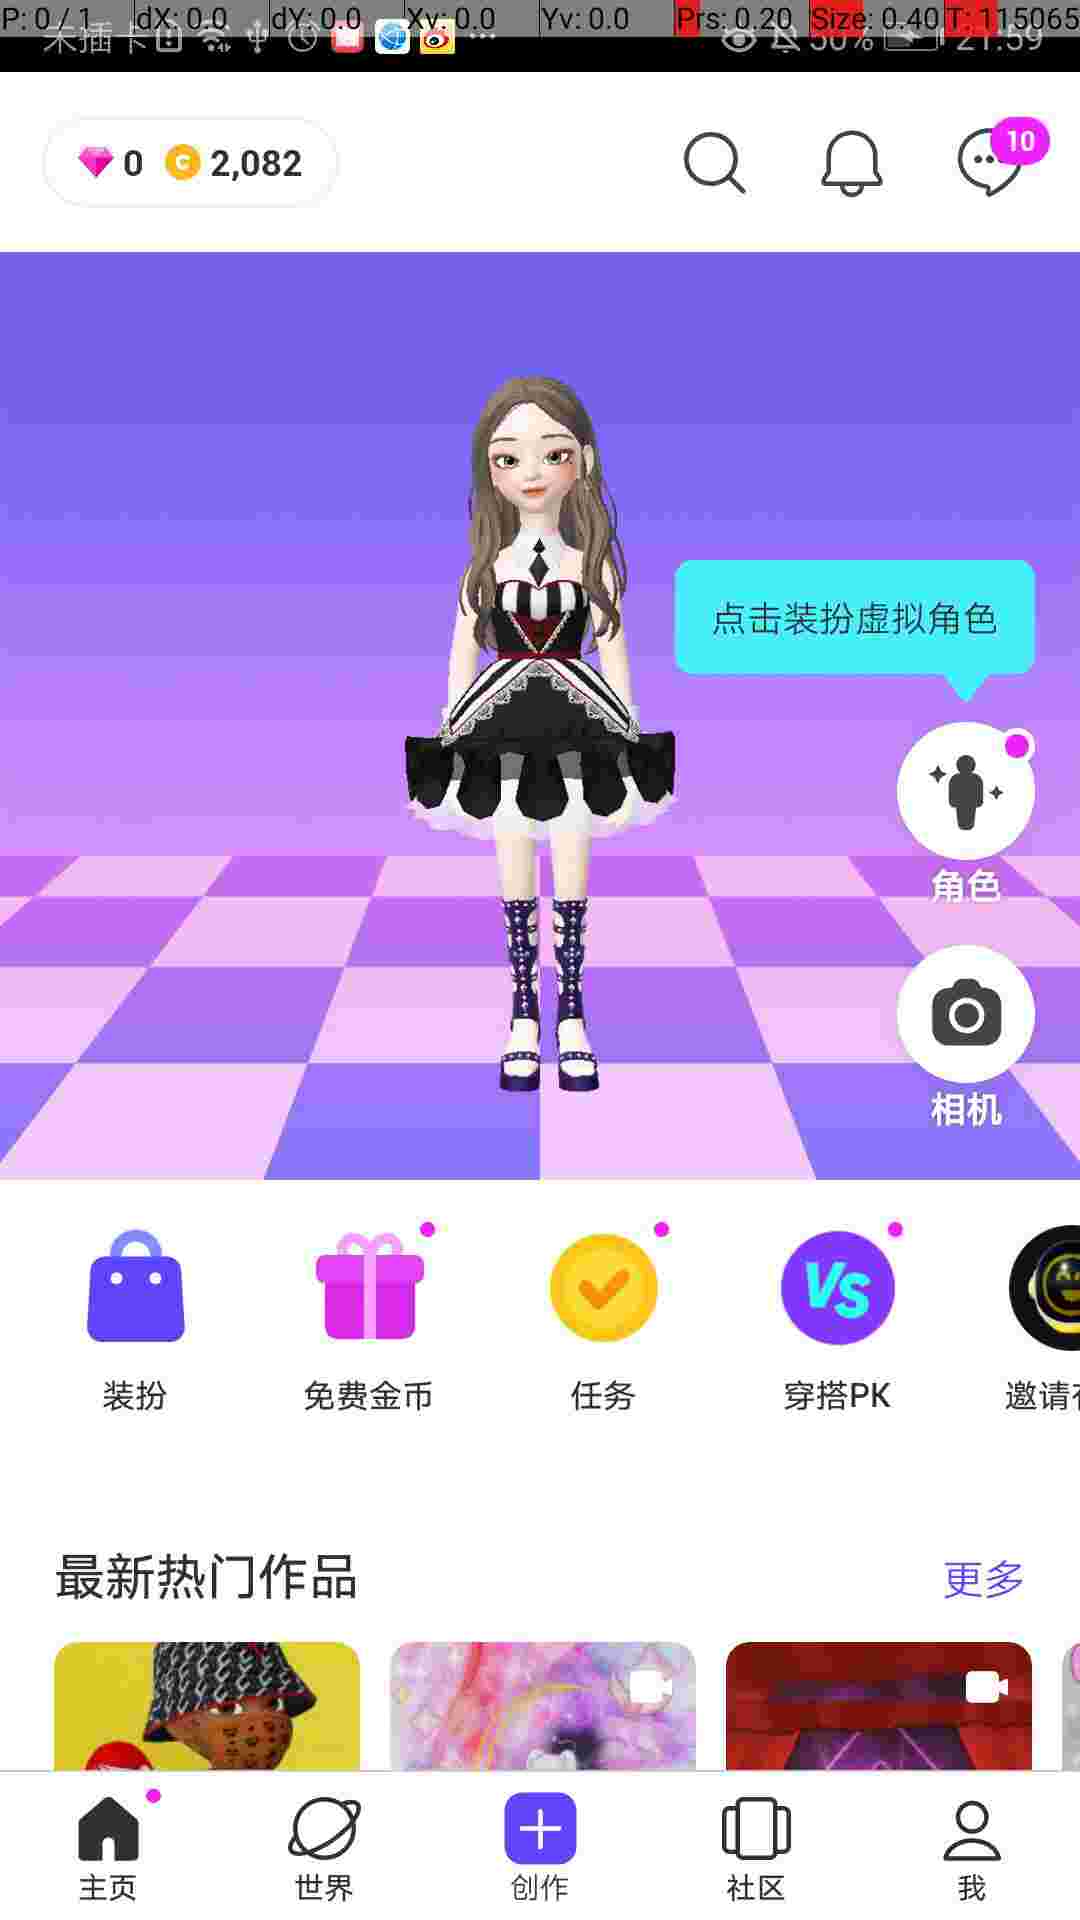 P: 0 / 1 dX: 0.0 dY: 0.0 Xv: 0.0 Yv: 0.0 Prs: 0.20 Size: 0.40 T: 115065
未插卡 50% 21:59
0 2,082 10
点击装扮虚拟角色
角色
相机
VS
装扮 免费金币 任务 穿搭PK 邀请
最新热门作品 更多
主页 世界 创作 社区 我